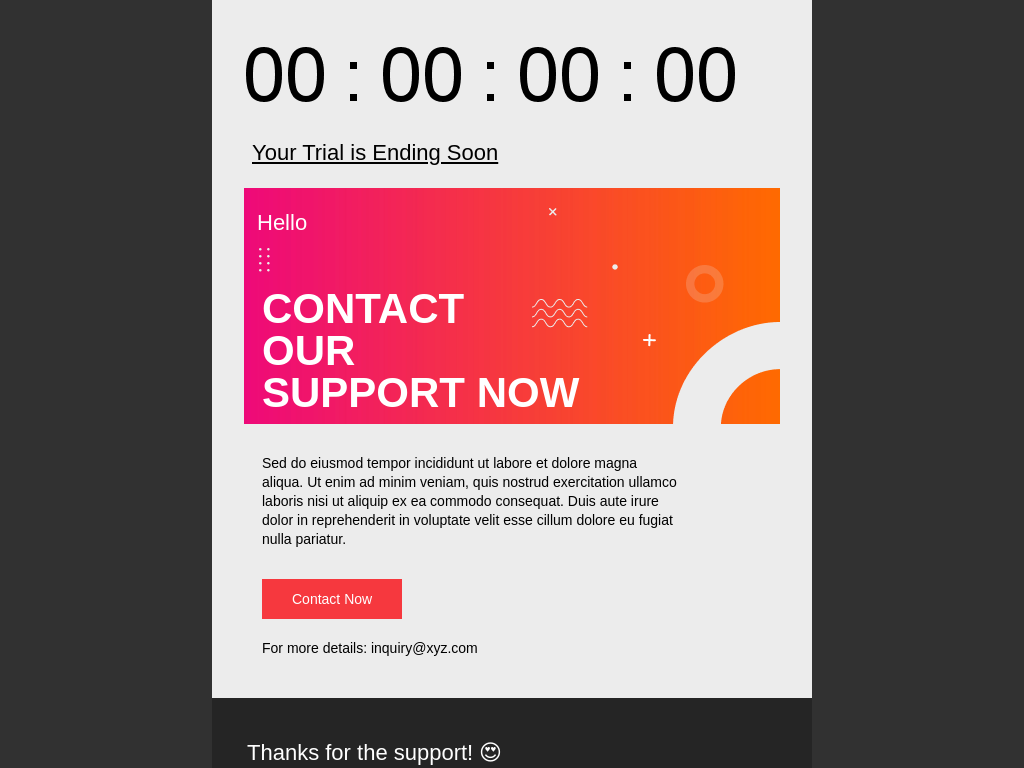 00 : 00 : 00 : 00
Your Trial is Ending Soon
Hello
CONTACT
OUR
SUPPORT NOW
Sed do eiusmod tempor incididunt ut labore et dolore magna
aliqua. Ut enim ad minim veniam, quis nostrud exercitation ullamco
laboris nisi ut aliquip ex ea commodo consequat. Duis aute irure
dolor in reprehenderit in voluptate velit esse cillum dolore eu fugiat
nulla pariatur.
Contact Now
For more details: inquiry@xyz.com
Thanks for the support! 😍